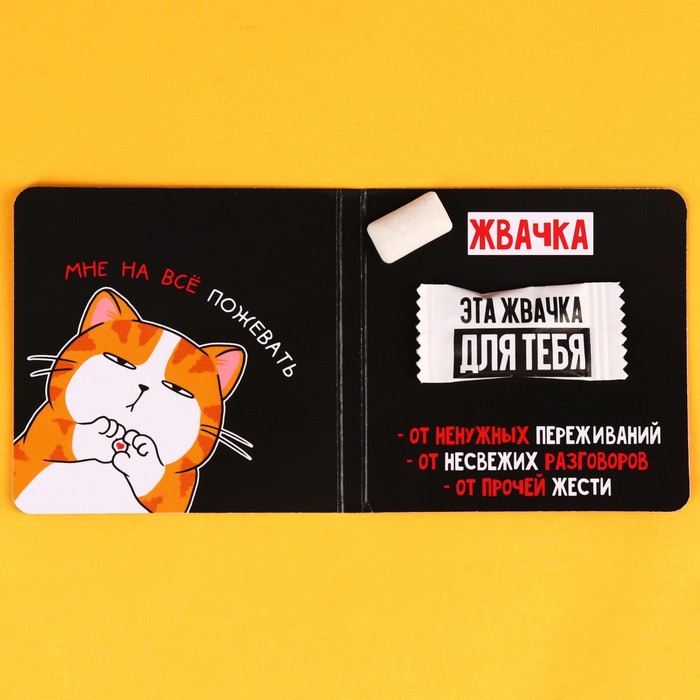 МНЕ НА ВСЁ ПОЖЕВАТЬ
ЖВАЧКА
ЭТА ЖВАЧКА
ДЛЯ ТЕБЯ
- ОТ НЕНУЖНЫХ ПЕРЕЖИВАНИЙ
- ОТ НЕСВЕЖИХ РАЗГОВОРОВ
- ОТ ПРОЧЕЙ ЖЕСТИ